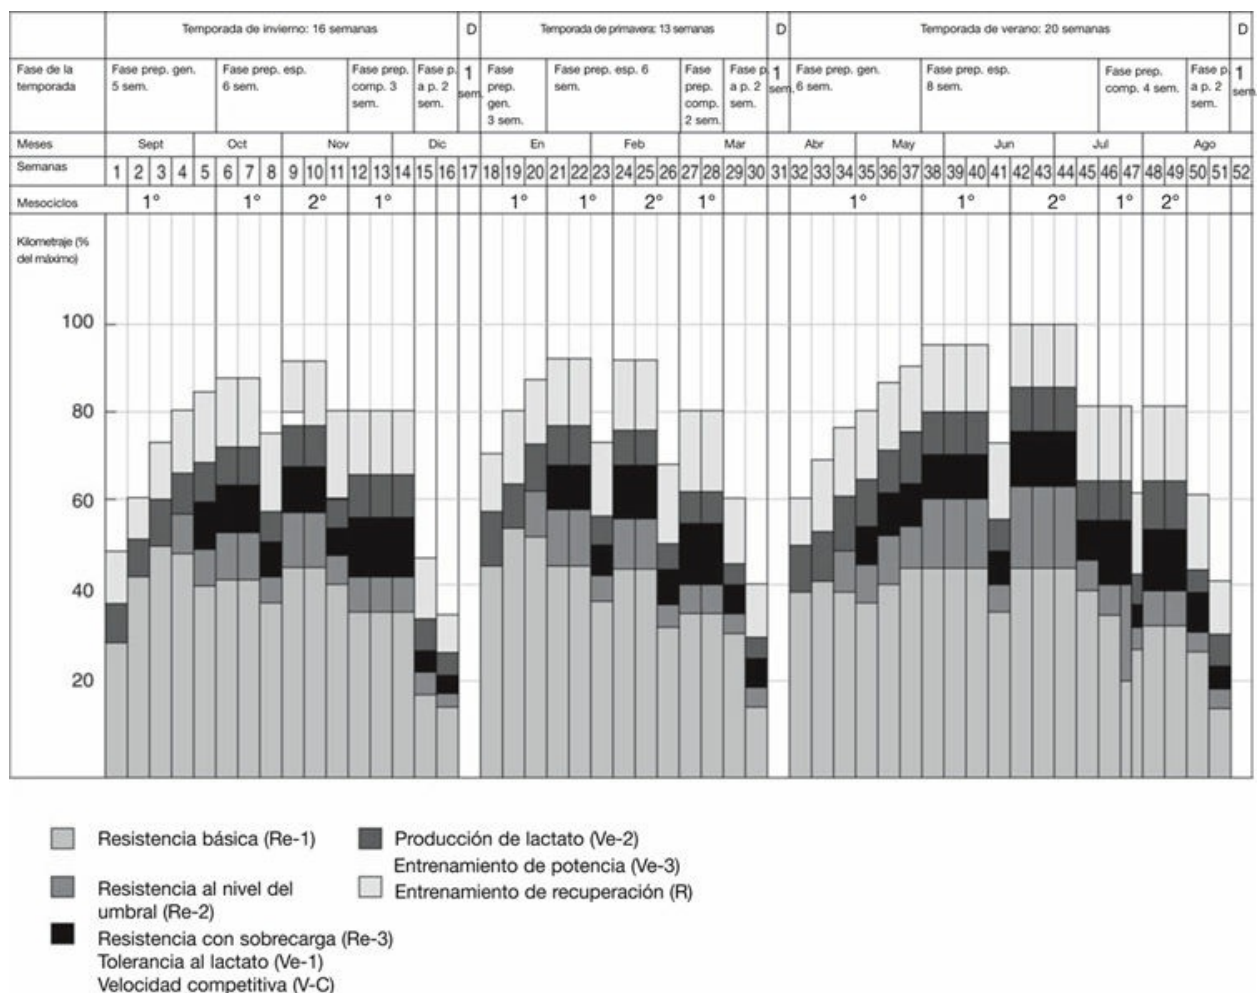 Temporada de invierno: 16 semanas D Temporada de primavera: 13 semanas D Temporada de verano: 20 semanas D
Fase de la temporada
Fase prep. gen. 5 sem.
Fase prep. esp. 6 sem.
Fase prep. comp. 3 sem.
Fase p. a p. 2 sem.
1 sem.
Fase prep. gen. 3 sem.
Fase prep. esp. 6 sem.
Fase prep. comp. 2 sem.
Fase p. a p. 2 sem.
1 sem.
Fase prep. gen. 6 sem.
Fase prep. esp. 8 sem.
Fase prep. comp. 4 sem.
Fase p. a p. 2 sem.
1 sem.
Meses Sept Oct Nov Dic En Feb Mar Abr May Jun Jul Ago
Semanas 1 2 3 4 5 6 7 8 9 10 11 12 13 14 15 16 17 18 19 20 21 22 23 24 25 26 27 28 29 30 31 32 33 34 35 36 37 38 39 40 41 42 43 44 45 46 47 48 49 50 51 52
Mesociclos 1° 1° 2° 1° 1° 1° 2° 1° 1° 1° 2° 1° 2°
Kilometraje (%
del máximo)
100
80
60
40
20
Resistencia básica (Re-1)
Resistencia al nivel del
umbral (Re-2)
Resistencia con sobrecarga (Re-3)
Tolerancia al lactato (Ve-1)
Velocidad competitiva (V-C)
Producción de lactato (Ve-2)
Entrenamiento de potencia (Ve-3)
Entrenamiento de recuperación (R)